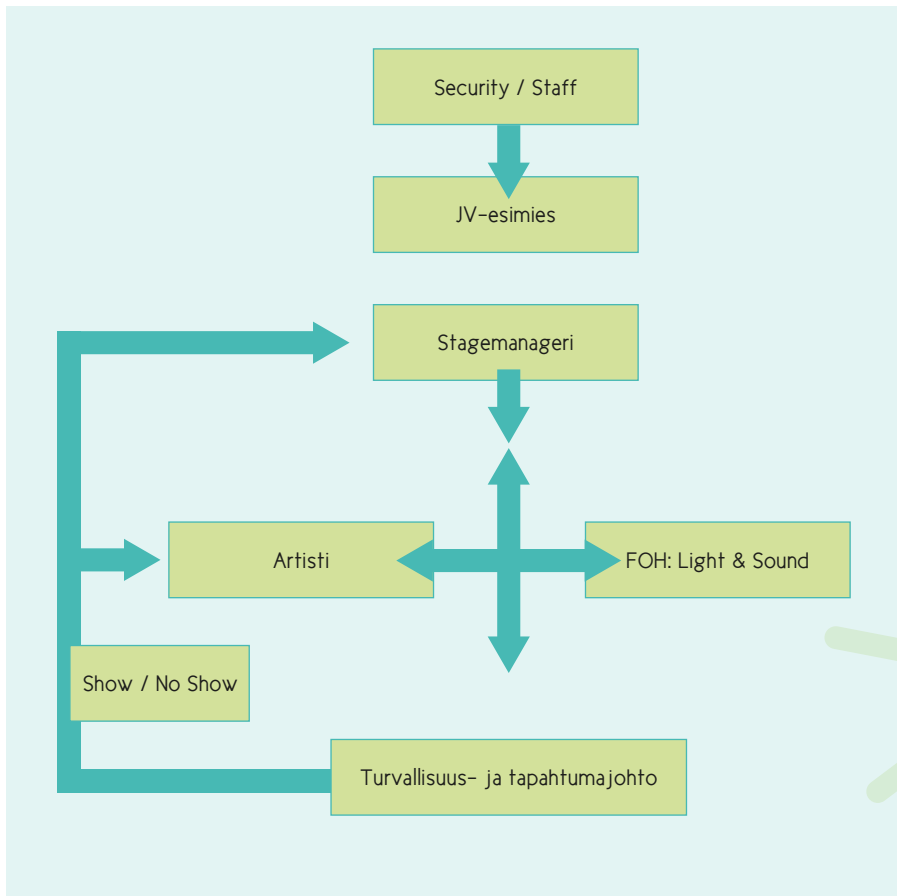 Security / Staff
JV-esimies
Stagemanageri
Artisti
FOH: Light & Sound
Show / No Show
Turvallisuus- ja tapahtumajohto